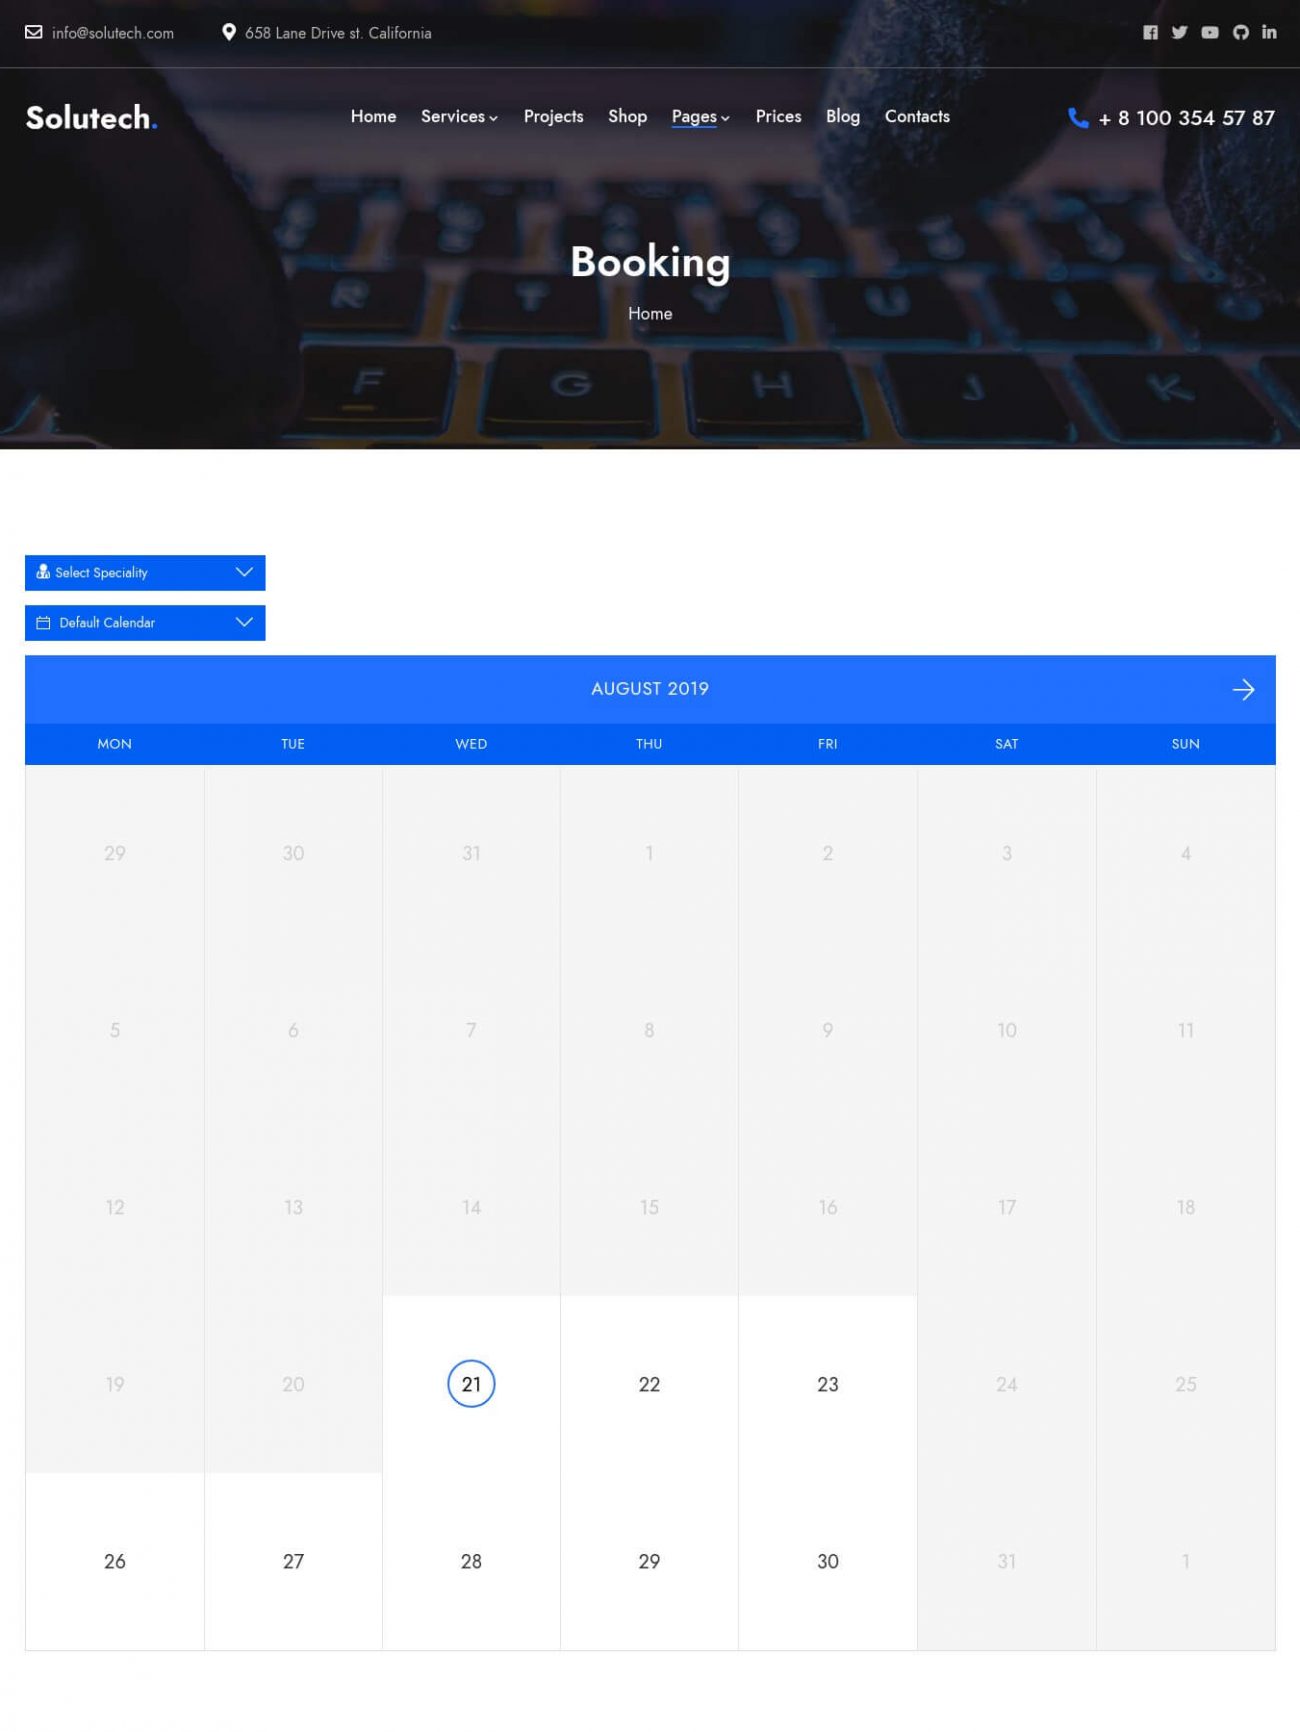 info@solutech.com 658 Lane Drive st. California
Solutech. Home Services Projects Shop Pages Prices Blog Contacts + 8 100 354 57 87
Booking
Home
R T Y U I
F G H J K
Select Speciality
Default Calendar
AUGUST 2019
MON TUE WED THU FRI SAT SUN
29 30 31 1 2 3 4
5 6 7 8 9 10 11
12 13 14 15 16 17 18
19 20 21 22 23 24 25
26 27 28 29 30 31 1